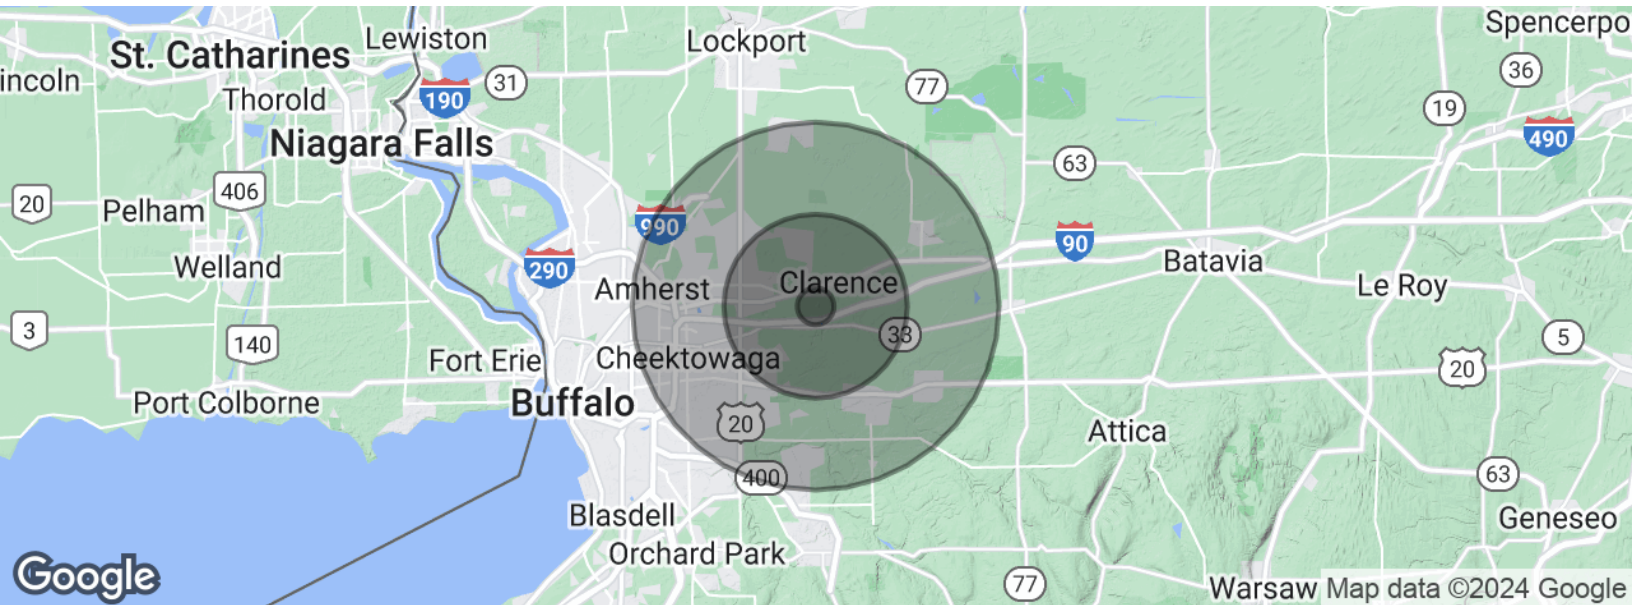 Spencerpo
Lewiston
Lockport
St. Catharines
36
incoln
31
77
190
Thorold
19
490
Niagara Falls
63
406
20
Pelham
990
90
Welland
290
Batavia
Clarence
Amherst
Le Roy
3
33
5
140
Fort Erie
Cheektowaga
20
Port Colborne
Buffalo
20
Attica
400
63
Blasdell
Geneseo
Orchard Park
Google
77
Warsaw
Map data ©2024 Google